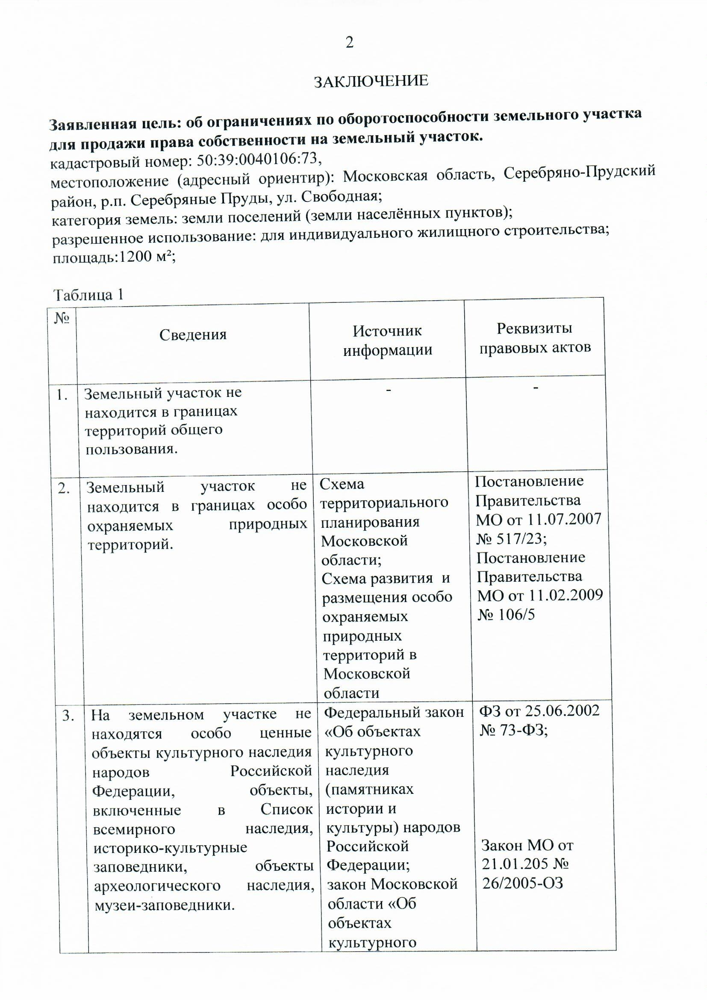 2
ЗАКЛЮЧЕНИЕ
Заявленная цель: об ограничениях по оборотоспособности земельного участка
для продажи права собственности на земельный участок.
кадастровый номер: 50:39:0040106:73,
местоположение (адресный ориентир): Московская область, Серебряно-Прудский
район, р.п. Серебряные Пруды, ул. Свободная;
категория земель: земли поселений (земли населённых пунктов);
разрешенное использование: для индивидуального жилищного строительства;
площадь:1200 м²;
Таблица 1
№
Сведения
Источник
информации
Реквизиты
правовых актов
1.
Земельный участок не
находится в границах
территорий общего
пользования.
-
-
2.
Земельный участок не
находится в границах особо
охраняемых природных
территорий.
Схема
территориального
планирования
Московской
области;
Схема развития и
размещения особо
охраняемых
природных
территорий в
Московской
области
Постановление
Правительства
МО от 11.07.2007
№ 517/23;
Постановление
Правительства
МО от 11.02.2009
№ 106/5
3.
На земельном участке не
находятся особо ценные
объекты культурного наследия
народов Российской
Федерации, объекты,
включенные в Список
всемирного наследия,
историко-культурные
заповедники, объекты
археологического наследия,
музеи-заповедники.
Федеральный закон
«Об объектах
культурного
наследия
(памятниках
истории и
культуры) народов
Российской
Федерации;
закон Московской
области «Об
объектах
культурного
ФЗ от 25.06.2002
№ 73-ФЗ;
Закон МО от
21.01.205 №
26/2005-ОЗ